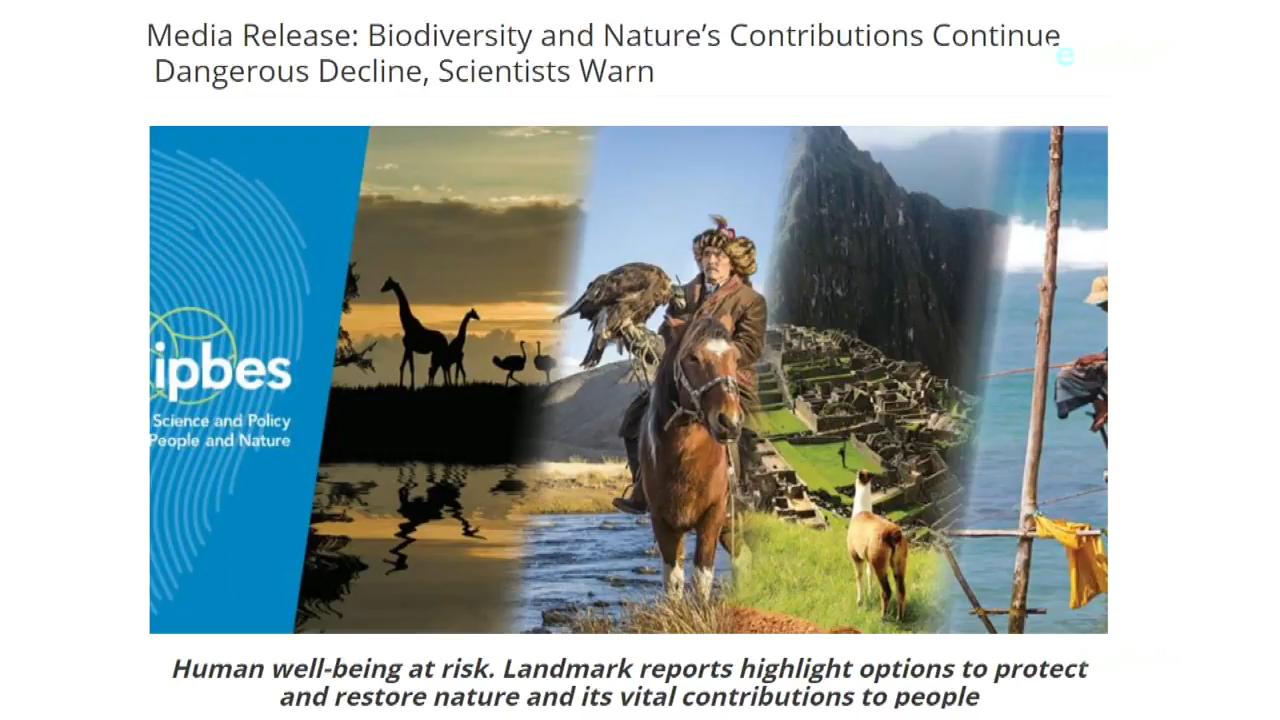 Media Release: Biodiversity and Nature’s Contributions Continue
Dangerous Decline, Scientists Warn
ipbes
Science and Policy
People and Nature
Human well-being at risk. Landmark reports highlight options to protect
and restore nature and its vital contributions to people